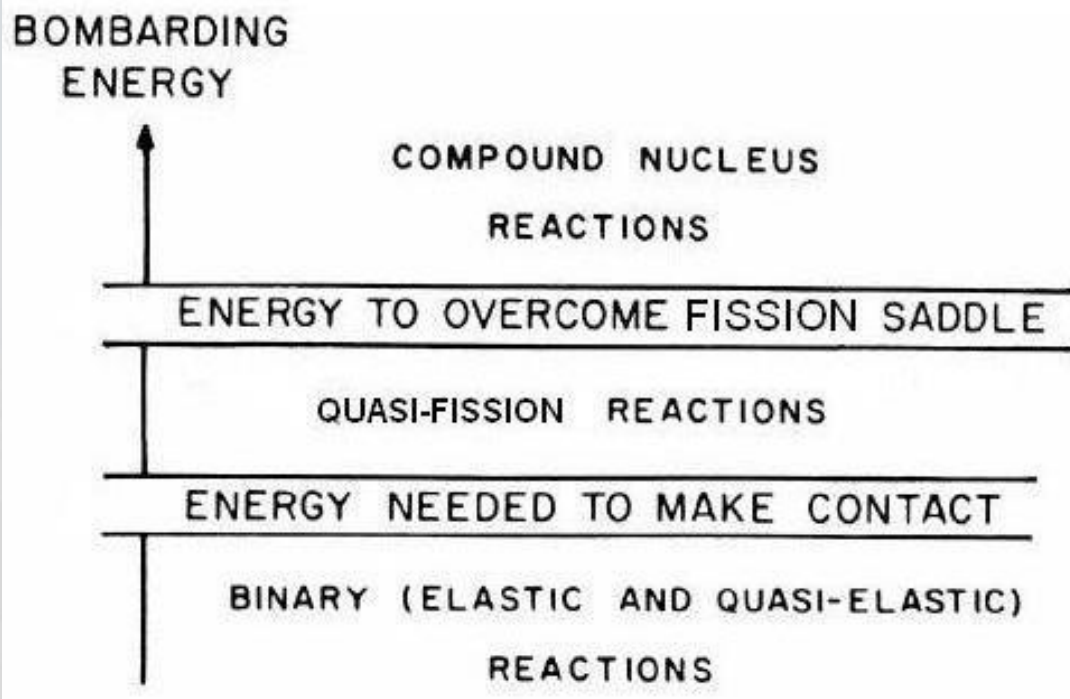 BOMBARDING
ENERGY
COMPOUND NUCLEUS
REACTIONS
ENERGY TO OVERCOME FISSION SADDLE
QUASI-FISSION REACTIONS
ENERGY NEEDED TO MAKE CONTACT
BINARY (ELASTIC AND QUASI-ELASTIC)
REACTIONS